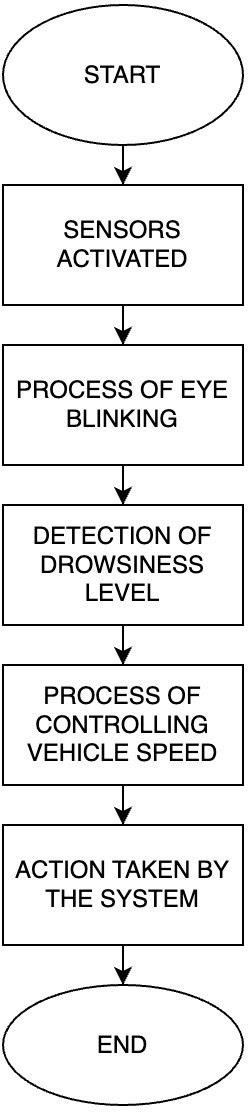 START
SENSORS
ACTIVATED
PROCESS OF EYE
BLINKING
DETECTION OF
DROWSINESS
LEVEL
PROCESS OF
CONTROLLING
VEHICLE SPEED
ACTION TAKEN BY
THE SYSTEM
END